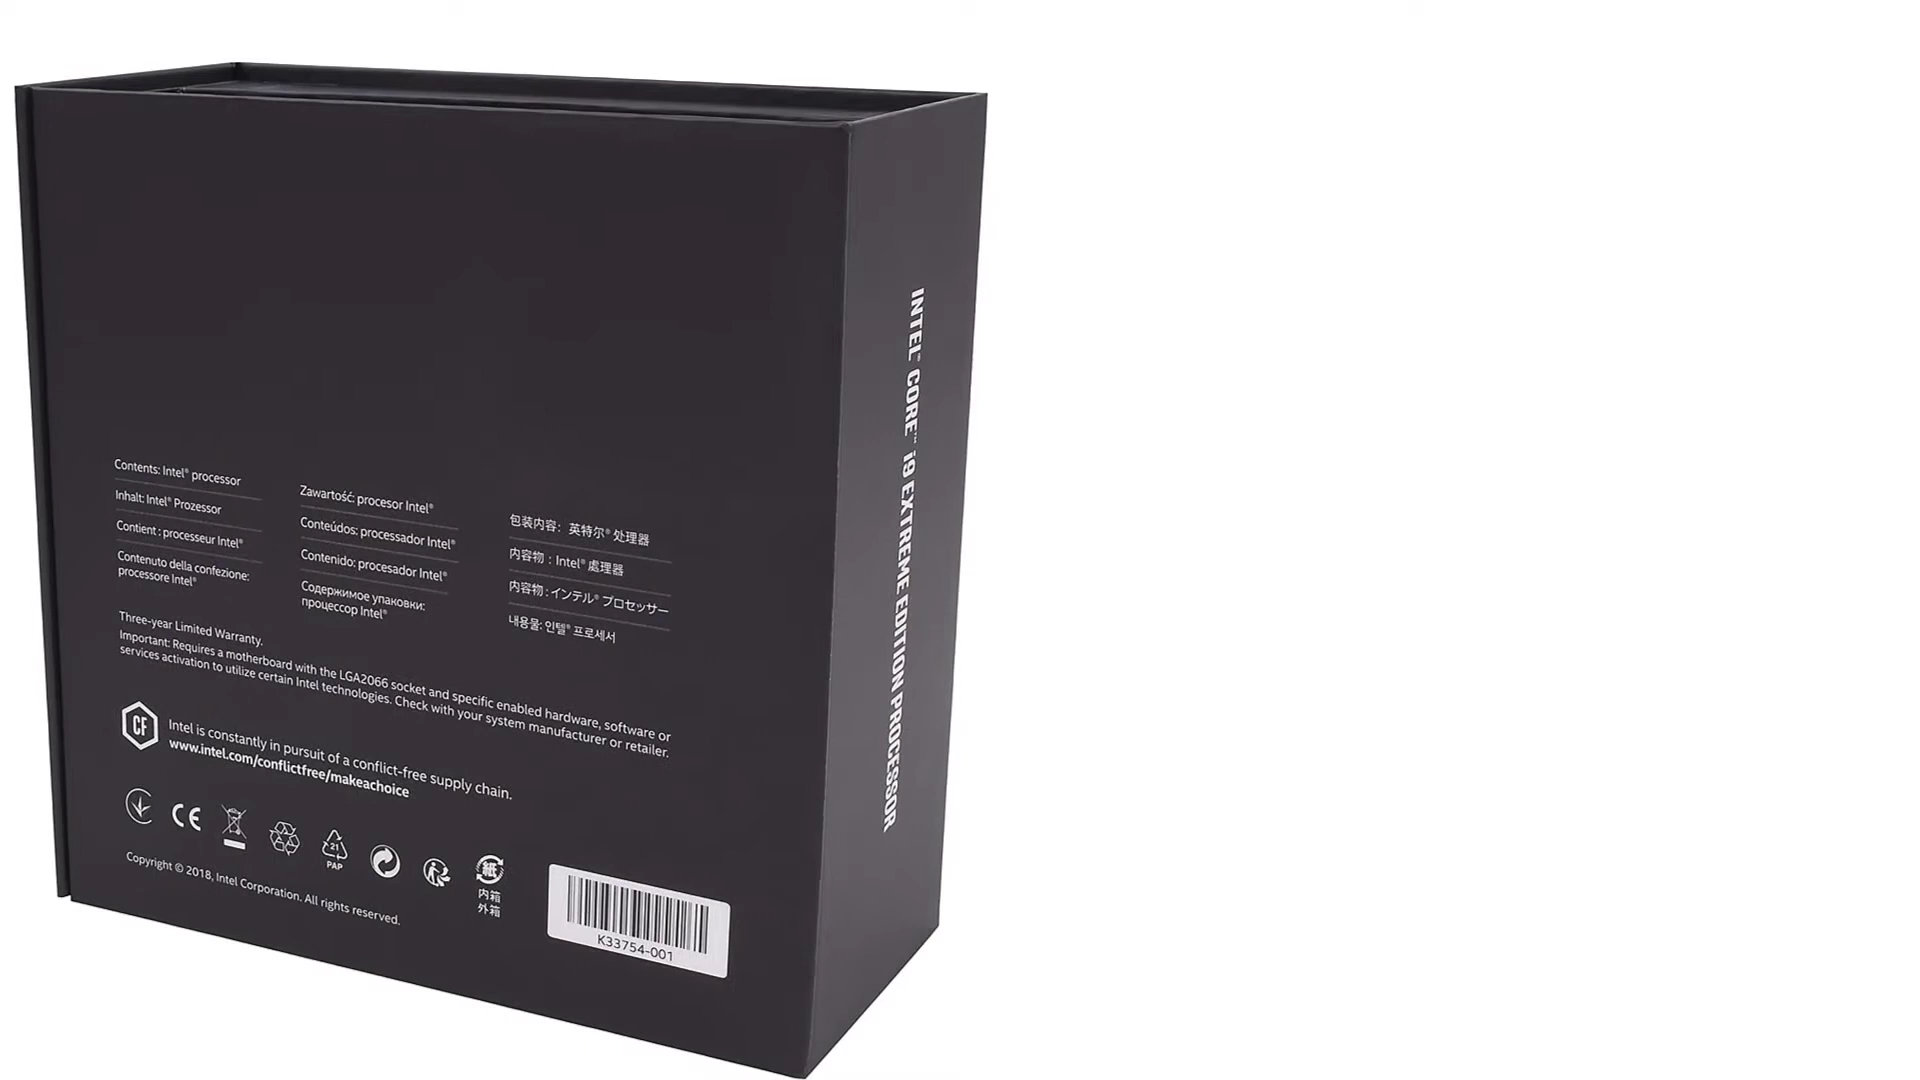 Contents: Intel® processor
Inhalt: Intel® Prozessor
Contient : processeur Intel®
Contenuto della confezione:
processore Intel®
Zawartość: procesor Intel®
Conteúdos: processador Intel®
Contenido: procesador Intel®
Содержимое упаковки:
процессор Intel®
包装内容：英特尔® 处理器
内容物：Intel® 處理器
内容物 : インテル® プロセッサー
내용물: 인텔® 프로세서
Three-year Limited Warranty.
Important: Requires a motherboard with the LGA2066 socket and specific enabled hardware, software or
services activation to utilize certain Intel technologies. Check with your system manufacturer or retailer.
CF
Intel is constantly in pursuit of a conflict-free supply chain.
www.intel.com/conflictfree/makeachoice
CE
21
PAP
紙
内箱
外箱
Copyright © 2018, Intel Corporation. All rights reserved.
K33754-001
INTEL® CORE™ i9 EXTREME EDITION PROCESSOR